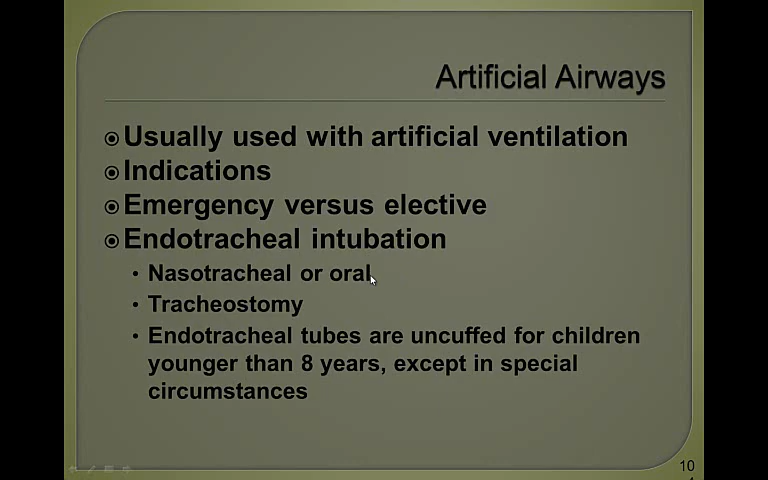 Artificial Airways
Usually used with artificial ventilation
Indications
Emergency versus elective
Endotracheal intubation
• Nasotracheal or oral
• Tracheostomy
• Endotracheal tubes are uncuffed for children
younger than 8 years, except in special
circumstances
10